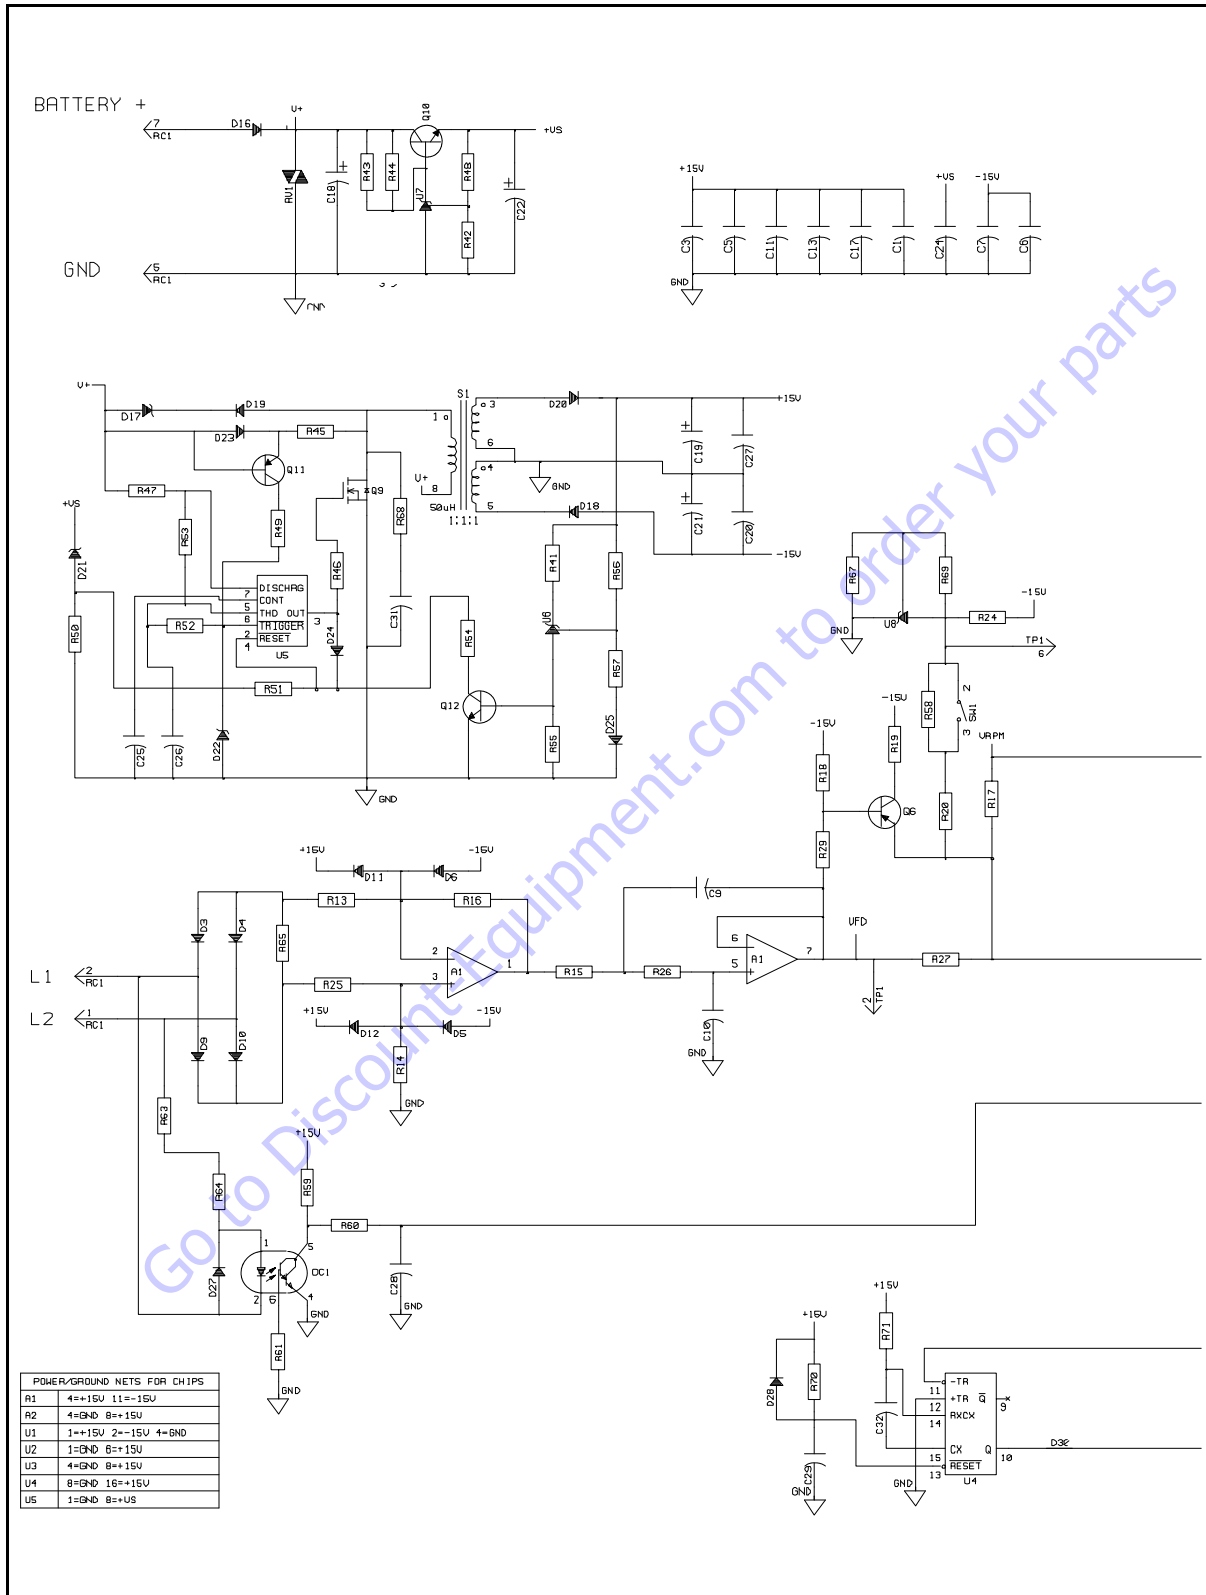 BATTERY +
7
RC1
D16
V+
Q10
+VS
RV1
C18
+
R43
R44
U7
R48
R42
+
C22
GND
5
RC1
+15V
+VS
-15V
C3
C5
C11
C13
C17
C1
C24
C7
C6
GND
V+
D17
D19
D23
R45
Q11
R47
+VS
R53
R49
D21
R50
DISCHRG
7
CONT
5
THD OUT
6
TRIGGER
2
RESET
4
3
U5
R52
R51
C25
C26
D22
Q9
R46
D24
R68
C31
GND
S1
1
3
6
4
5
V+
8
50uH
1:1:1
D20
GND
D18
+
C19
C27
+
C21
C20
+15V
-15V
R41
R56
U6
R57
R54
Q12
R55
D25
R67
R69
GND
U8
R24
-15V
TP1
6
R58
2
SW1
3
-15V
R18
-15V
R19
Q6
R29
R20
VRPM
R17
+15V
-15V
D11
D6
R13
R16
D3
D4
R65
L1
2
RC1
L2
1
RC1
R25
2
3
A1
1
+15V
-15V
D12
D5
R14
GND
D9
D10
R15
R26
C9
6
5
A1
7
C10
GND
VFD
2
TP1
R27
R63
R64
D27
+15V
R59
R60
1
5
OC1
2
6
4
GND
C28
GND
R61
GND
+15V
D28
R70
C29
GND
+15V
R71
C32
GND
-TR
11
+TR Q
12
9
RXCX
14
CX Q
15
10
RESET
13
U4
POWER/GROUND NETS FOR CHIPS
A1 4=+15V 11=-15V
A2 4=GND 8=+15V
U1 1=+15V 2=-15V 4=GND
U2 1=GND 6=+15V
U3 4=GND 8=+15V
U4 8=GND 16=+15V
U5 1=GND 8=+VS
Go to Discount-Equipment.com to order your parts